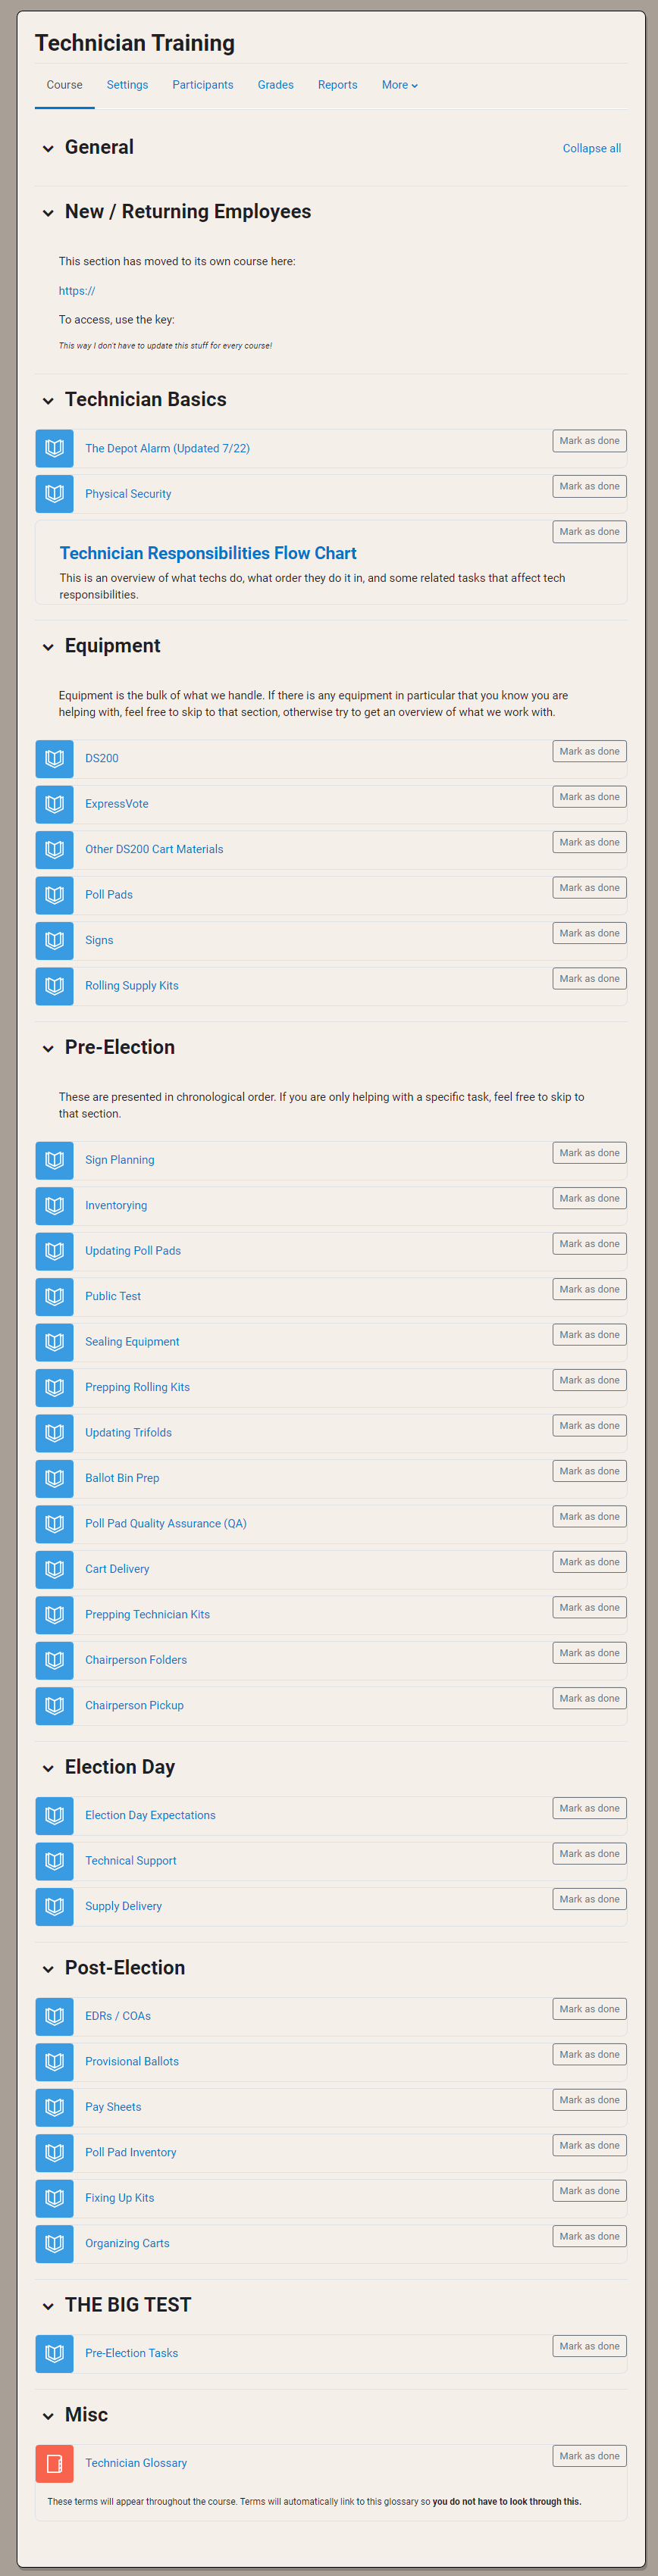 Technician Training
Course Settings Participants Grades Reports More
General Collapse all
New / Returning Employees
This section has moved to its own course here:
https://
To access, use the key:
This way I don't have to update this stuff for every course!
Technician Basics
The Depot Alarm (Updated 7/22) Mark as done
Physical Security Mark as done
Mark as done
Technician Responsibilities Flow Chart
This is an overview of what techs do, what order they do it in, and some related tasks that affect tech
responsibilities.
Equipment
Equipment is the bulk of what we handle. If there is any equipment in particular that you know you are
helping with, feel free to skip to that section, otherwise try to get an overview of what we work with.
DS200 Mark as done
ExpressVote Mark as done
Other DS200 Cart Materials Mark as done
Poll Pads Mark as done
Signs Mark as done
Rolling Supply Kits Mark as done
Pre-Election
These are presented in chronological order. If you are only helping with a specific task, feel free to skip to
that section.
Sign Planning Mark as done
Inventorying Mark as done
Updating Poll Pads Mark as done
Public Test Mark as done
Sealing Equipment Mark as done
Prepping Rolling Kits Mark as done
Updating Trifolds Mark as done
Ballot Bin Prep Mark as done
Poll Pad Quality Assurance (QA) Mark as done
Cart Delivery Mark as done
Prepping Technician Kits Mark as done
Chairperson Folders Mark as done
Chairperson Pickup Mark as done
Election Day
Election Day Expectations Mark as done
Technical Support Mark as done
Supply Delivery Mark as done
Post-Election
EDRs / COAs Mark as done
Provisional Ballots Mark as done
Pay Sheets Mark as done
Poll Pad Inventory Mark as done
Fixing Up Kits Mark as done
Organizing Carts Mark as done
THE BIG TEST
Pre-Election Tasks Mark as done
Misc
Technician Glossary Mark as done
These terms will appear throughout the course. Terms will automatically link to this glossary so you do not have to look through this.